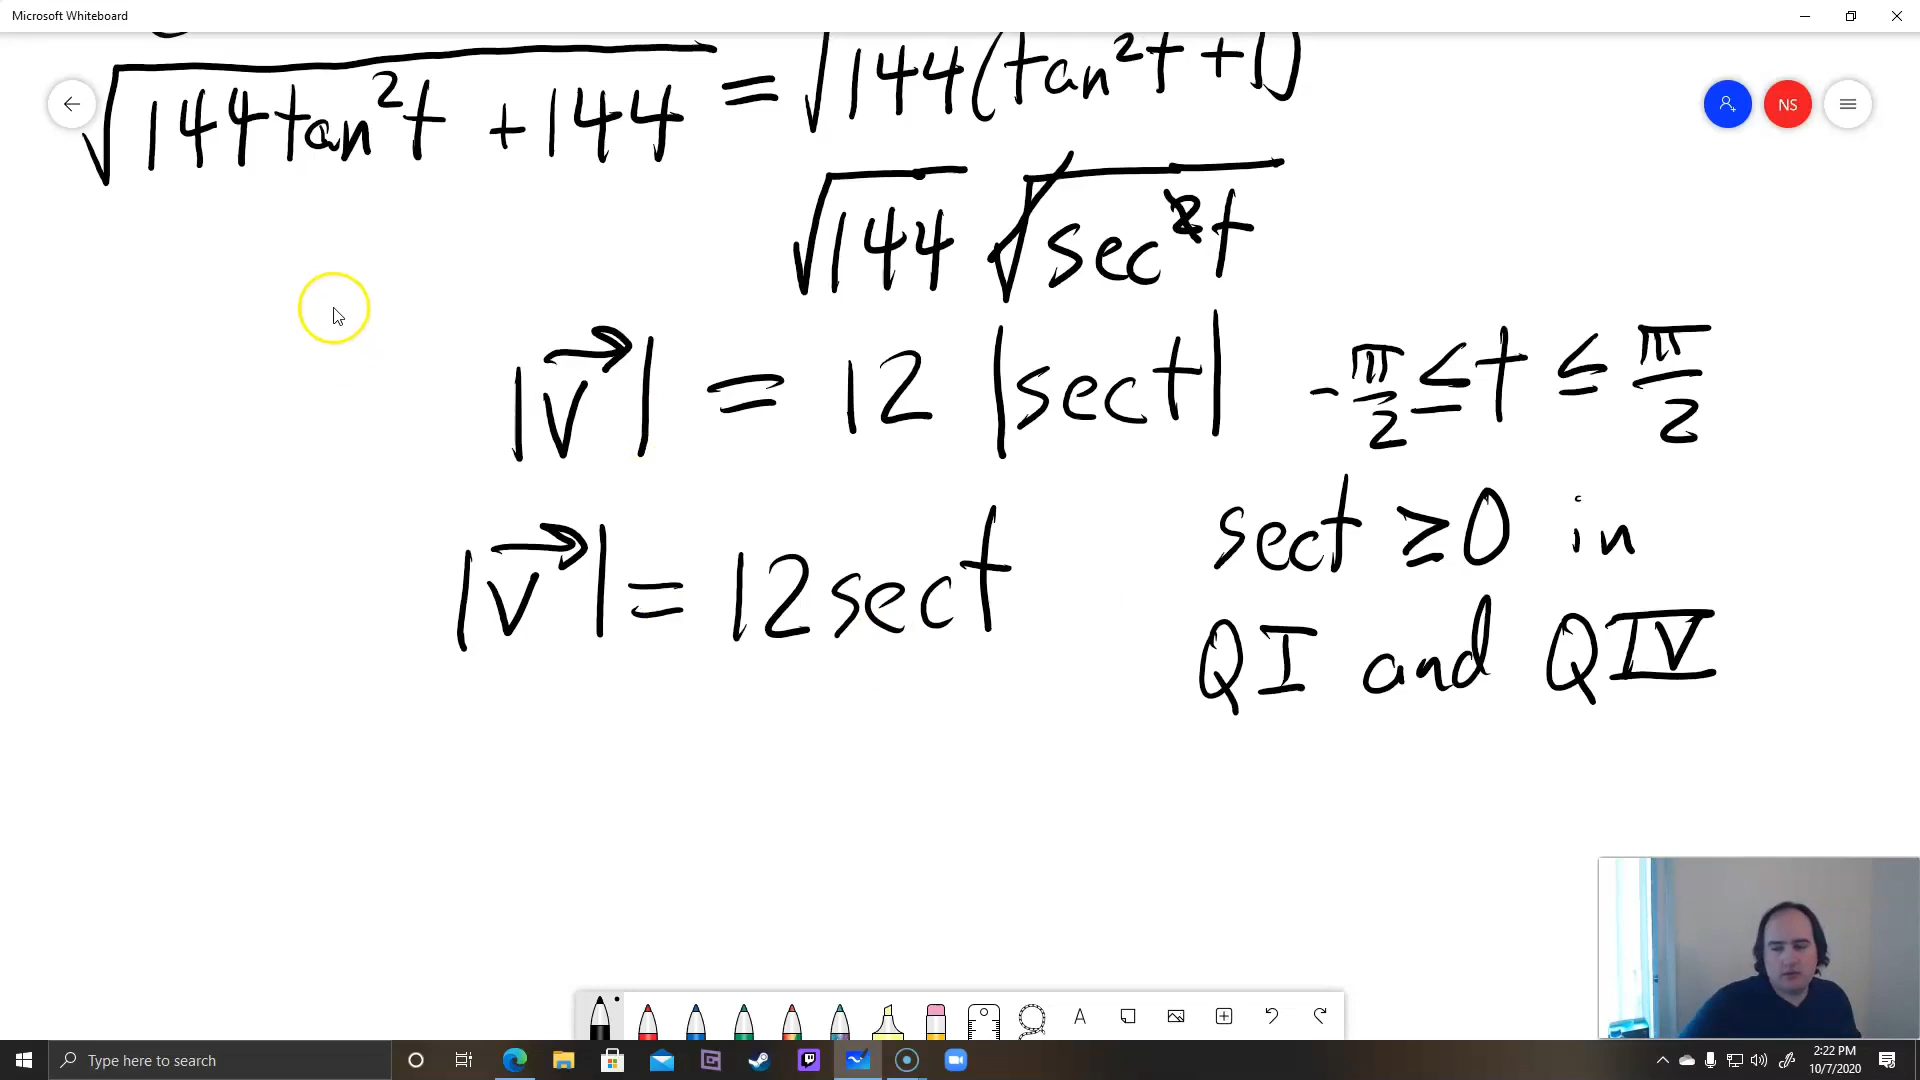 Microsoft Whiteboard
√144tan²t + 144 = √144(tan²t + 1)
NS
√144 √sec²t
|v⃗| = 12 |sect| -π/2 ≤ t ≤ π/2
sect ≥ 0 in
|v⃗| = 12sect
QI and QIV
A
Type here to search
2:22 PM
10/7/2020